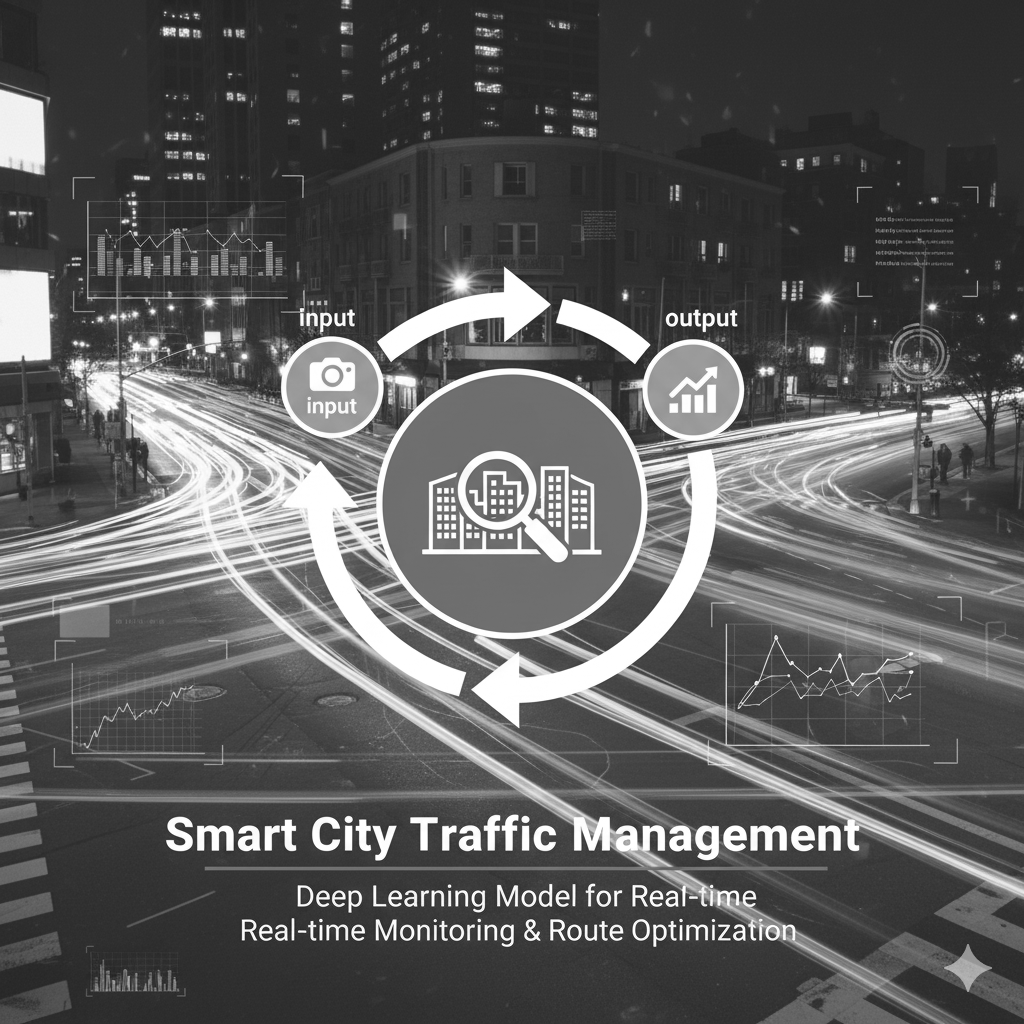 input
output
input
Smart City Traffic Management
Deep Learning Model for Real-time
Real-time Monitoring & Route Optimization